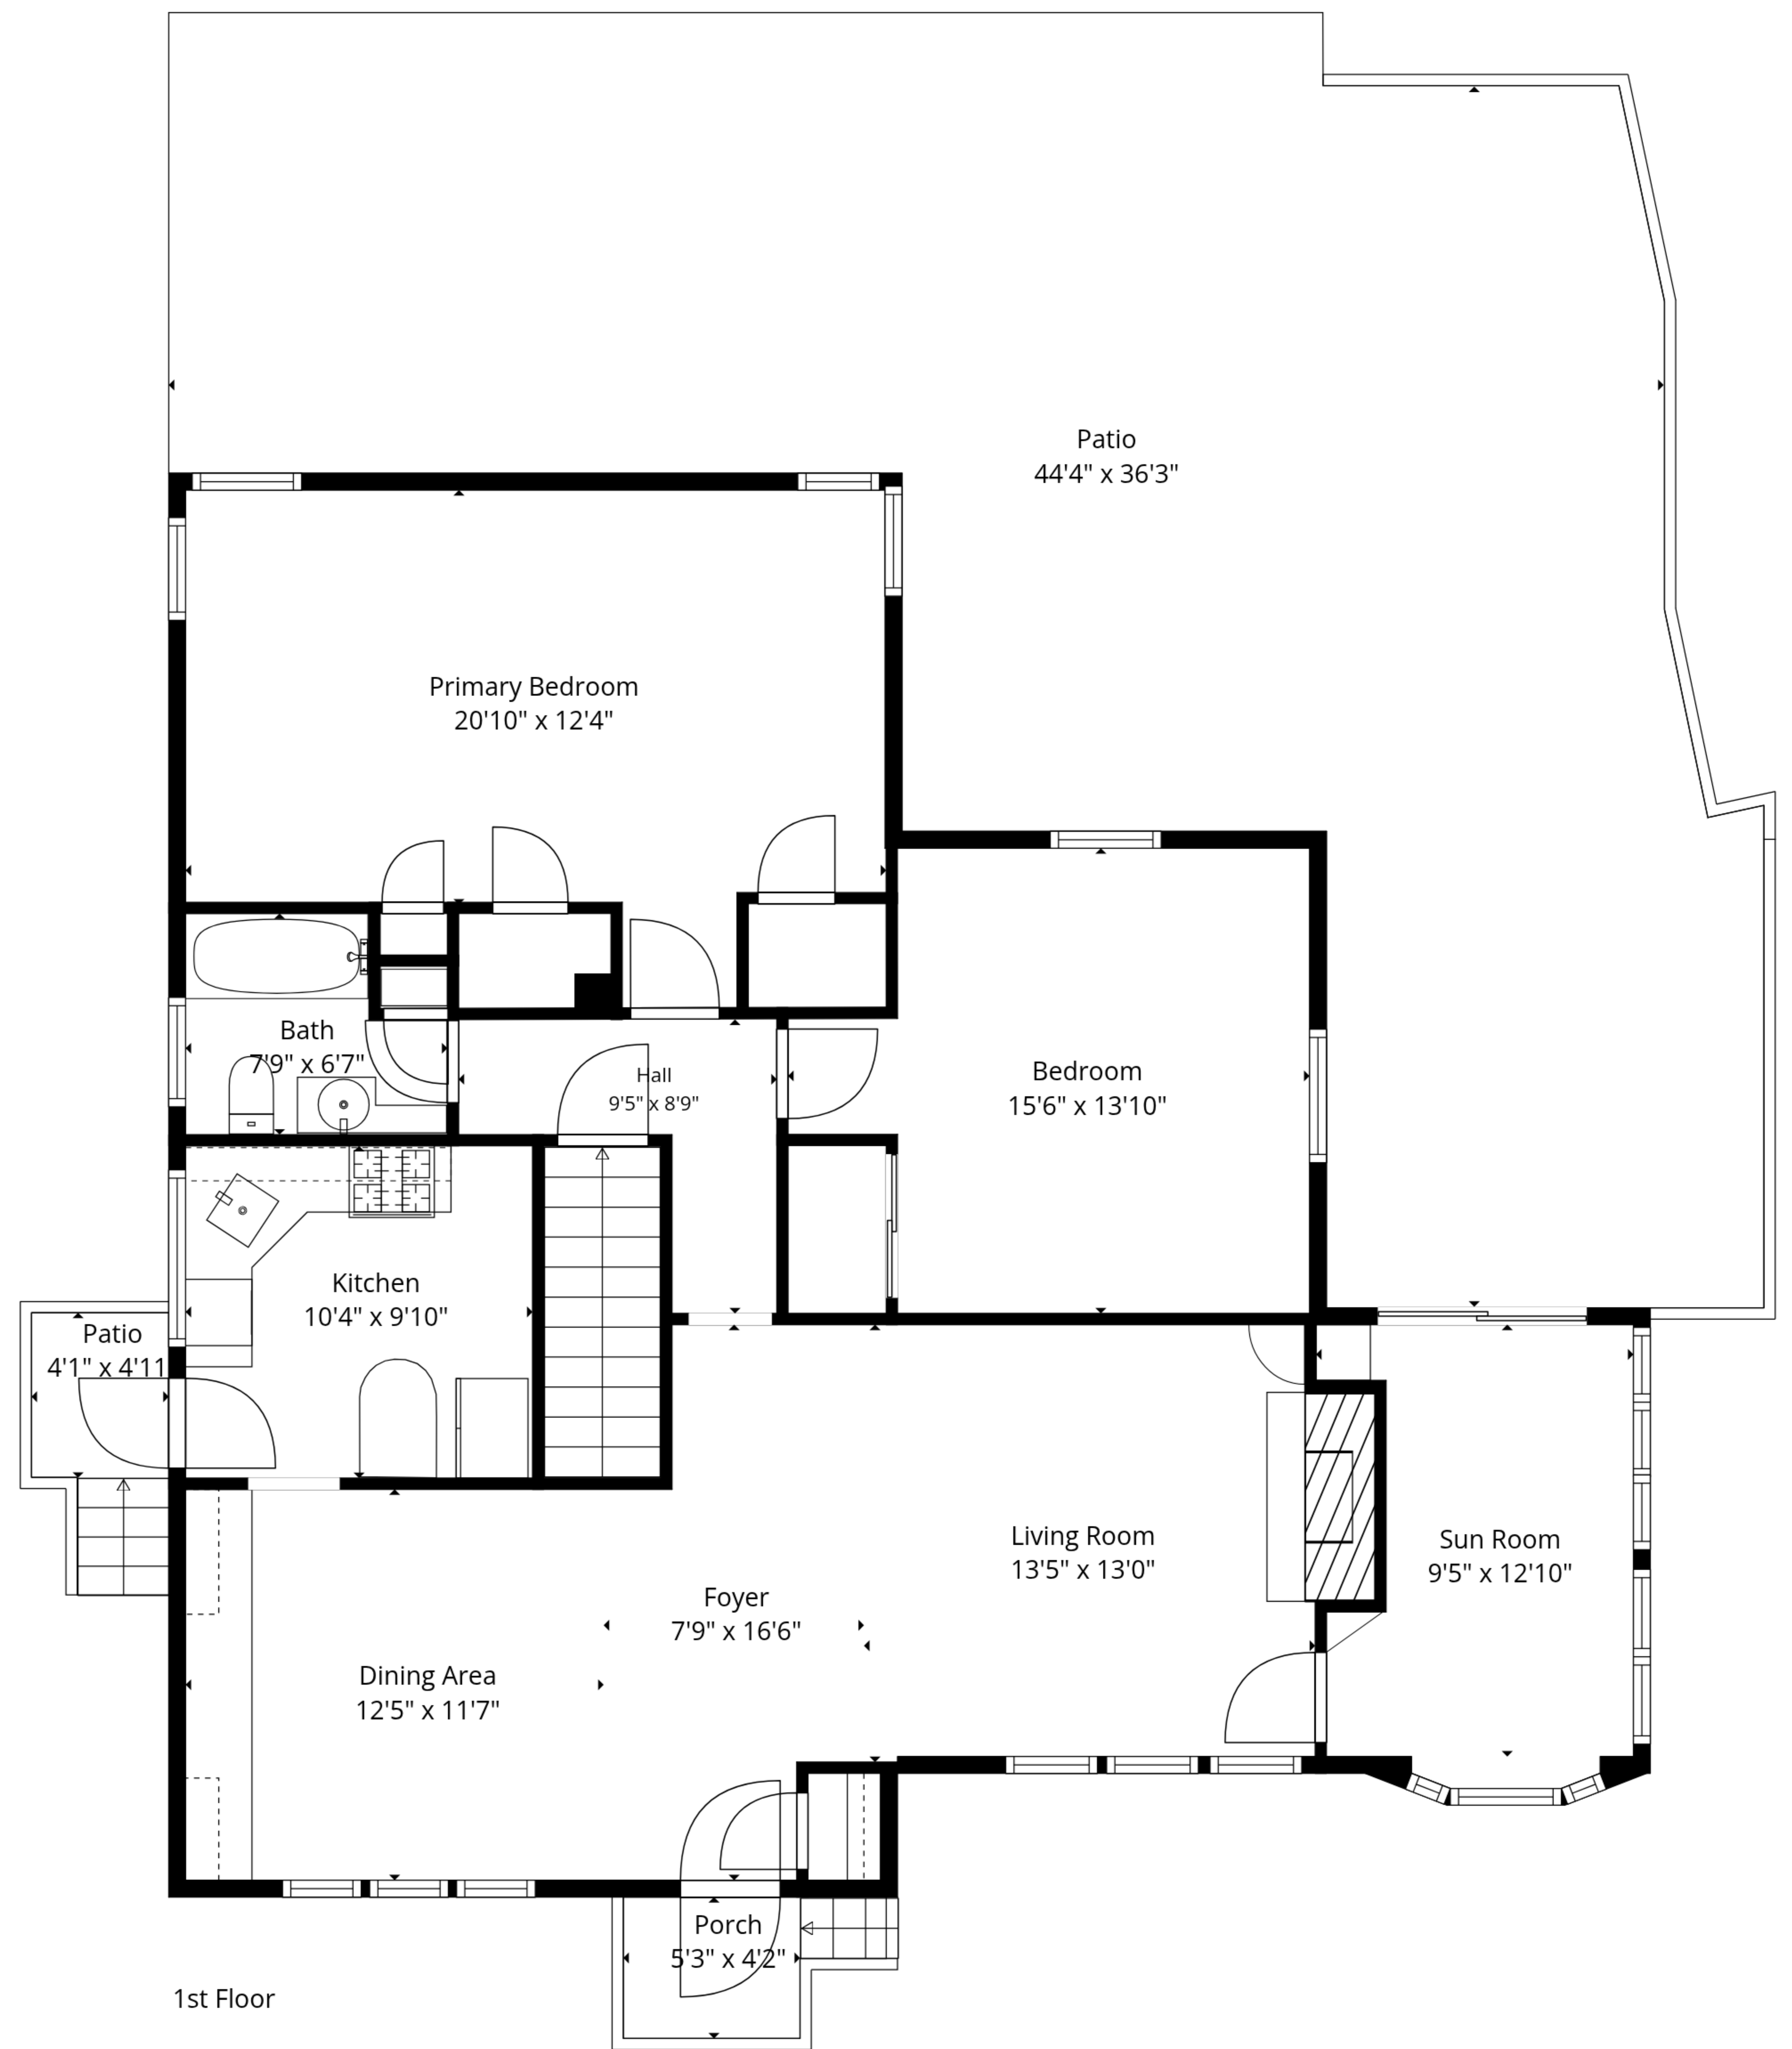 Patio
44'4" x 36'3"
Primary Bedroom
20'10" x 12'4"
Bath
7'9" x 6'7"
Hall
9'5" x 8'9"
Bedroom
15'6" x 13'10"
Kitchen
10'4" x 9'10"
Patio
4'1" x 4'11
Living Room
13'5" x 13'0"
Sun Room
9'5" x 12'10"
Foyer
7'9" x 16'6"
Dining Area
12'5" x 11'7"
Porch
5'3" x 4'2"
1st Floor